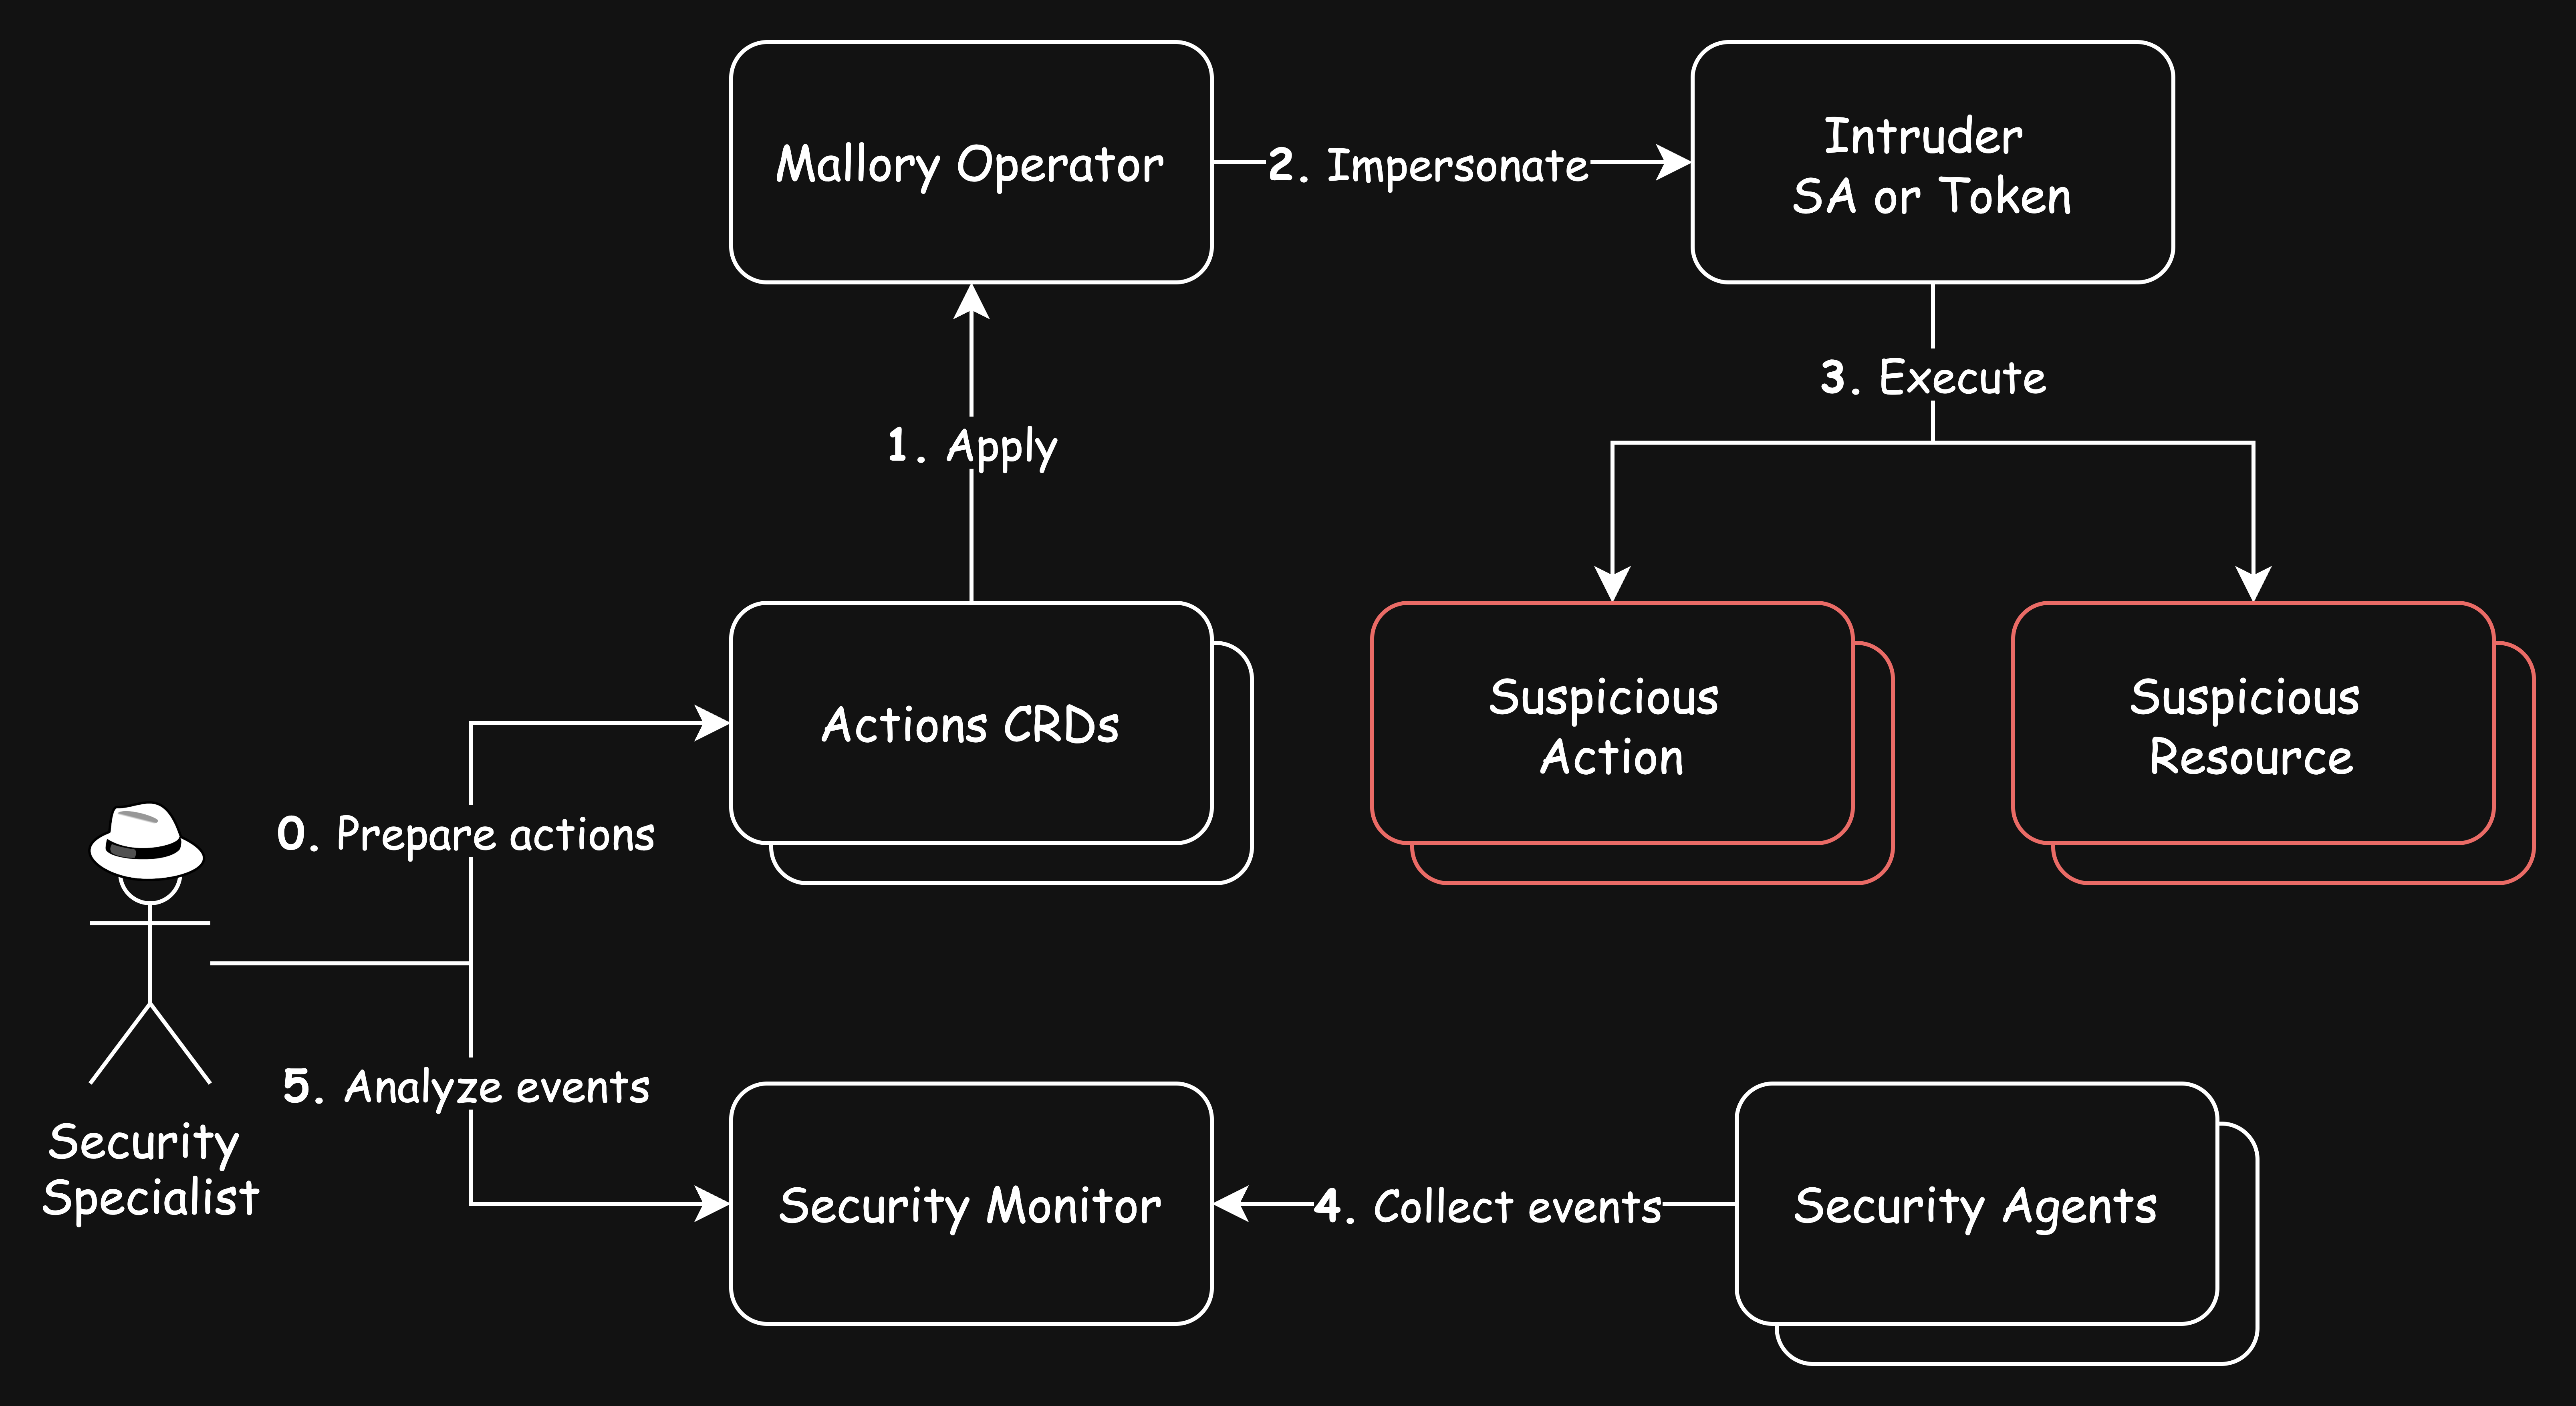 Mallory Operator
2. Impersonate
Intruder
SA or Token
3. Execute
1. Apply
Actions CRDs
Suspicious
Action
Suspicious
Resource
0. Prepare actions
5. Analyze events
Security
Specialist
Security Monitor
4. Collect events
Security Agents